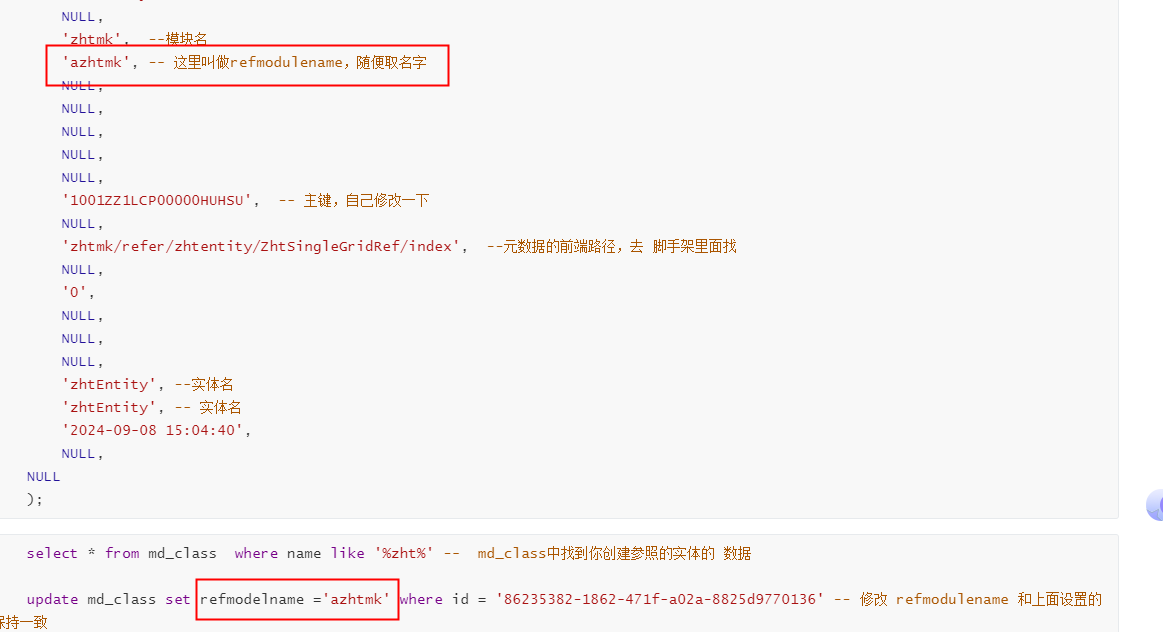 NULL,
'zhtmk', --模块名
'azhtmk', -- 这里叫做refmodulename，随便取名字
NULL,
NULL,
NULL,
NULL,
NULL,
'1001ZZ1LCP00000HUHSU', -- 主键，自己修改一下
NULL,
'zhtmk/refer/zhtentity/ZhtSingleGridRef/index', --元数据的前端路径，去 脚手架里面找
NULL,
'0',
NULL,
NULL,
NULL,
'zhtEntity', --实体名
'zhtEntity', -- 实体名
'2024-09-08 15:04:40',
NULL,
NULL
);
select * from md_class where name like '%zht%' -- md_class中找到你创建参照的实体的 数据
update md_class set refmodelname ='azhtmk' where id = '86235382-1862-471f-a02a-8825d9770136' -- 修改 refmodulename 和上面设置的
保持一致